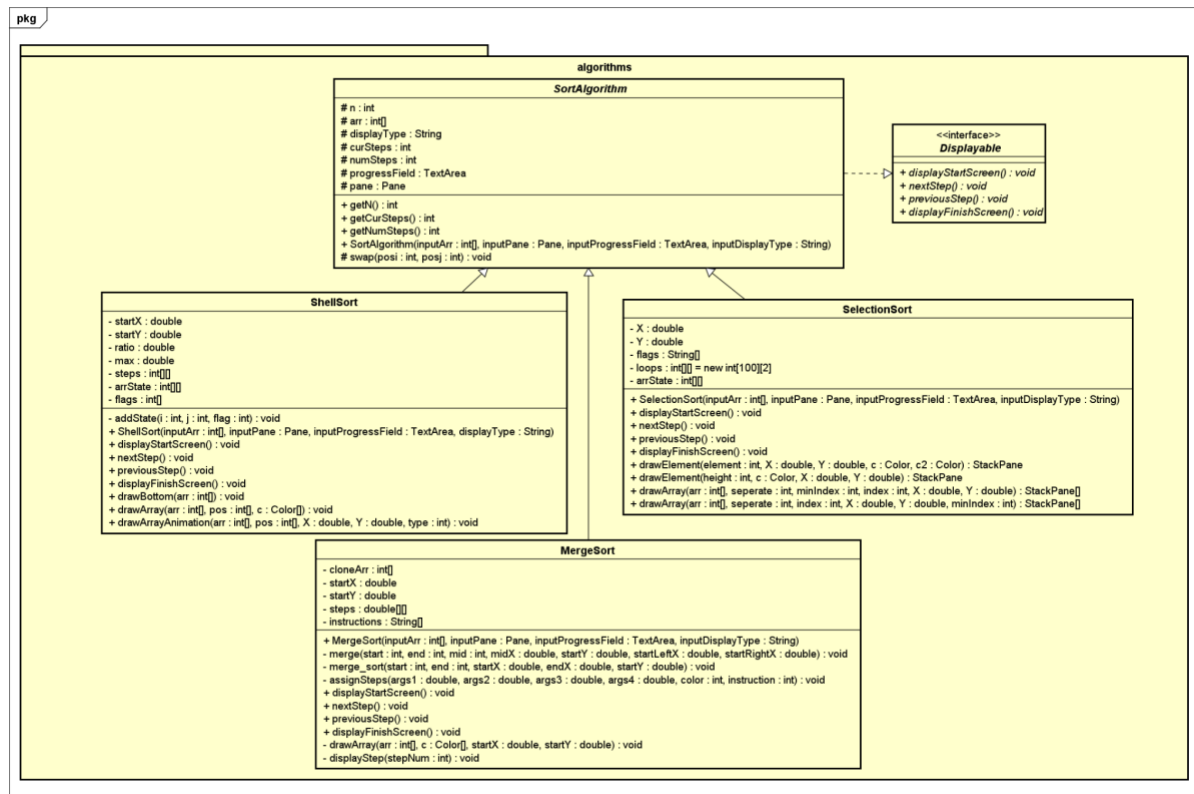 pkg
algorithms
SortAlgorithm
# n : int
# arr : int[]
# displayType : String
# curSteps : int
# numSteps : int
# progressField : TextArea
# pane : Pane
+ getN() : int
+ getCurSteps() : int
+ getNumSteps() : int
+ SortAlgorithm(inputArr : int[], inputPane : Pane, inputProgressField : TextArea, inputDisplayType : String)
# swap(posi : int, posj : int) : void
<<interface>>
Displayable
+ displayStartScreen() : void
+ nextStep() : void
+ previousStep() : void
+ displayFinishScreen() : void
ShellSort
- startX : double
- startY : double
- ratio : double
- max : double
- steps : int[][]
- arrState : int[][]
- flags : int[]
- addState(i : int, j : int, flag : int) : void
+ ShellSort(inputArr : int[], inputPane : Pane, inputProgressField : TextArea, displayType : String)
+ displayStartScreen() : void
+ nextStep() : void
+ previousStep() : void
+ displayFinishScreen() : void
+ drawBottom(arr : int[]) : void
+ drawArray(arr : int[], pos : int[], c : Color[]) : void
+ drawArrayAnimation(arr : int[], pos : int[], X : double, Y : double, type : int) : void
SelectionSort
- X : double
- Y : double
- flags : String[]
- loops : int[][] = new int[100][2]
- arrState : int[][]
+ SelectionSort(inputArr : int[], inputPane : Pane, inputProgressField : TextArea, inputDisplayType : String)
+ displayStartScreen() : void
+ nextStep() : void
+ previousStep() : void
+ displayFinishScreen() : void
+ drawElement(element : int, X : double, Y : double, c : Color, c2 : Color) : StackPane
+ drawElement(height : int, c : Color, X : double, Y : double) : StackPane
+ drawArray(arr : int[], seperate : int, minIndex : int, index : int, X : double, Y : double) : StackPane[]
+ drawArray(arr : int[], seperate : int, index : int, X : double, Y : double, minIndex : int) : StackPane[]
MergeSort
- cloneArr : int[]
- startX : double
- startY : double
- steps : double[][]
- instructions : String[]
+ MergeSort(inputArr : int[], inputPane : Pane, inputProgressField : TextArea, inputDisplayType : String)
- merge(start : int, end : int, mid : int, midX : double, startY : double, startLeftX : double, startRightX : double) : void
- merge_sort(start : int, end : int, startX : double, endX : double, startY : double) : void
- assignSteps(args1 : double, args2 : double, args3 : double, args4 : double, color : int, instruction : int) : void
+ displayStartScreen() : void
+ nextStep() : void
+ previousStep() : void
+ displayFinishScreen() : void
- drawArray(arr : int[], c : Color[], startX : double, startY : double) : void
- displayStep(stepNum : int) : void